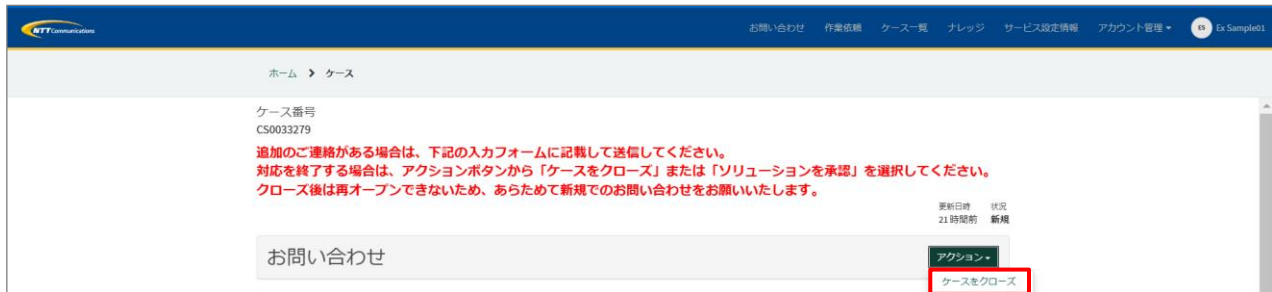 NTT Communications
お問い合わせ 作業依頼 ケース一覧 ナレッジ サービス設定情報 アカウント管理 ES Ex Sample01
ホーム > ケース
ケース番号
CS0033279
追加のご連絡がある場合は、下記の入力フォームに記載して送信してください。
対応を終了する場合は、アクションボタンから「ケースをクローズ」または「ソリューションを承認」を選択してください。
クローズ後は再オープンできないため、あらためて新規でのお問い合わせをお願いいたします。
更新日時 状況
21時間前 新規
お問い合わせ アクション
ケースをクローズ